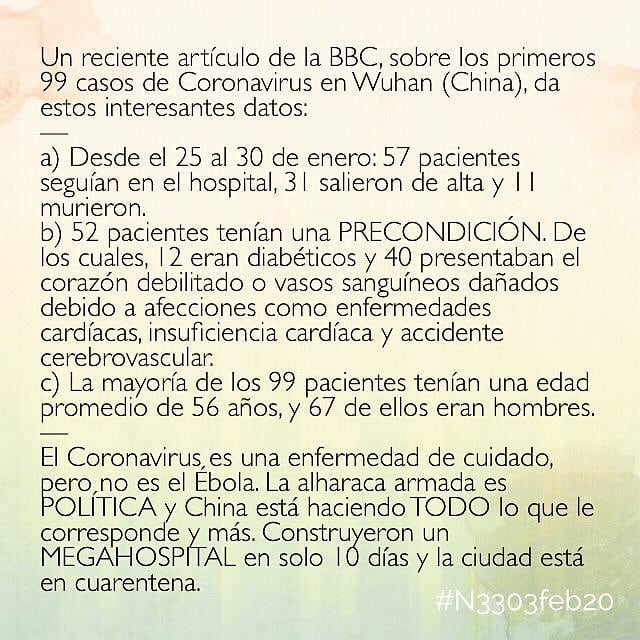 Un reciente artículo de la BBC, sobre los primeros
99 casos de Coronavirus en Wuhan (China), da
estos interesantes datos:
—
a) Desde el 25 al 30 de enero: 57 pacientes
seguían en el hospital, 31 salieron de alta y 11
murieron.
b) 52 pacientes tenían una PRECONDICIÓN. De
los cuales, 12 eran diabéticos y 40 presentaban el
corazón debilitado o vasos sanguíneos dañados
debido a afecciones como enfermedades
cardíacas, insuficiencia cardíaca y accidente
cerebrovascular.
c) La mayoría de los 99 pacientes tenían una edad
promedio de 56 años, y 67 de ellos eran hombres.
—
El Coronavirus es una enfermedad de cuidado,
pero no es el Ébola. La alharaca armada es
POLÍTICA y China está haciendo TODO lo que le
corresponde y más. Construyeron un
MEGAHOSPITAL en solo 10 días y la ciudad está
en cuarentena.
#N3303feb20